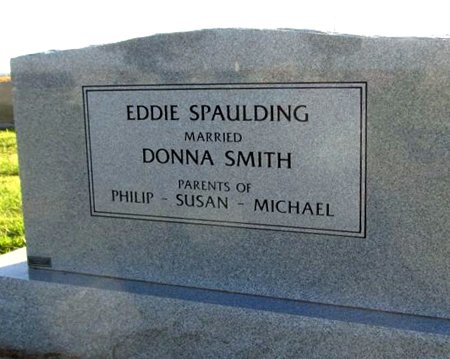 EDDIE SPAULDING
MARRIED
DONNA SMITH
PARENTS OF
PHILIP - SUSAN - MICHAEL